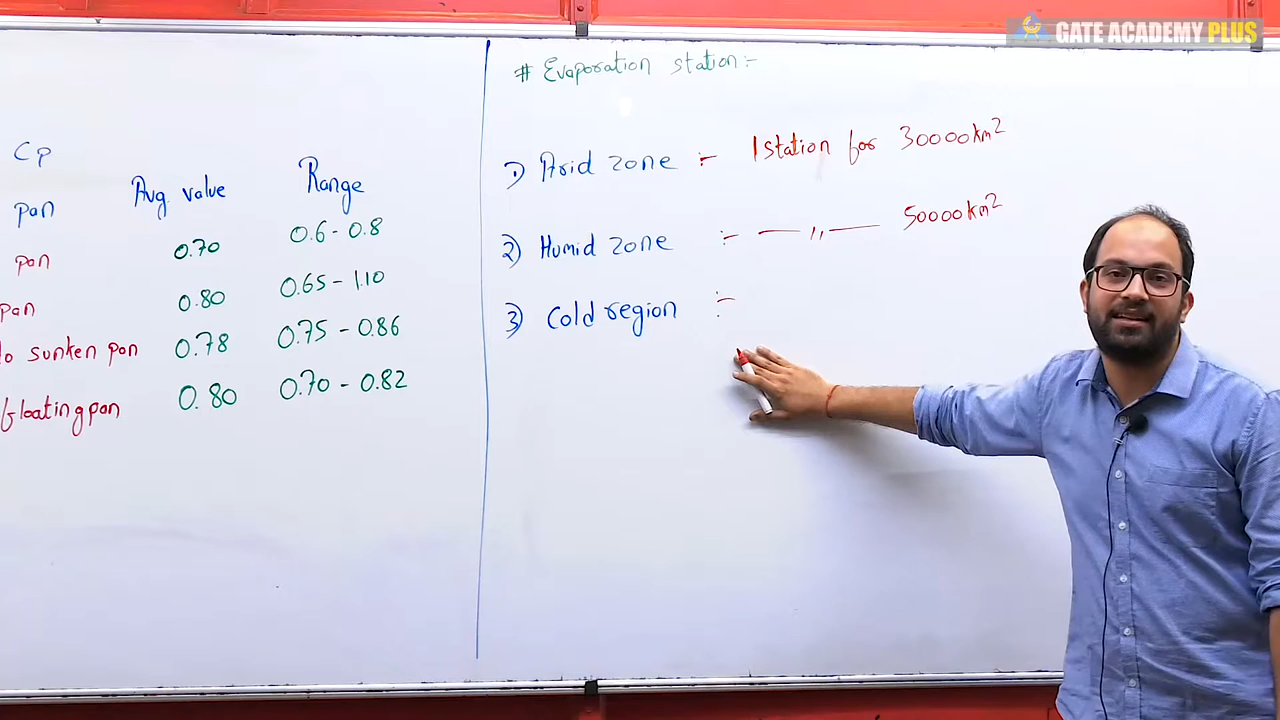 GATE ACADEMY PLUS
Cp
pan Avg. value Range
pan 0.70 0.6 - 0.8
pan 0.80 0.65 - 1.10
sunken pan 0.78 0.75 - 0.86
floating pan 0.80 0.70 - 0.82
# Evaporation station :-
1) Arid zone :- 1 station for 30000 km²
2) Humid zone :- —— ,, —— 50000 km²
3) Cold region :-